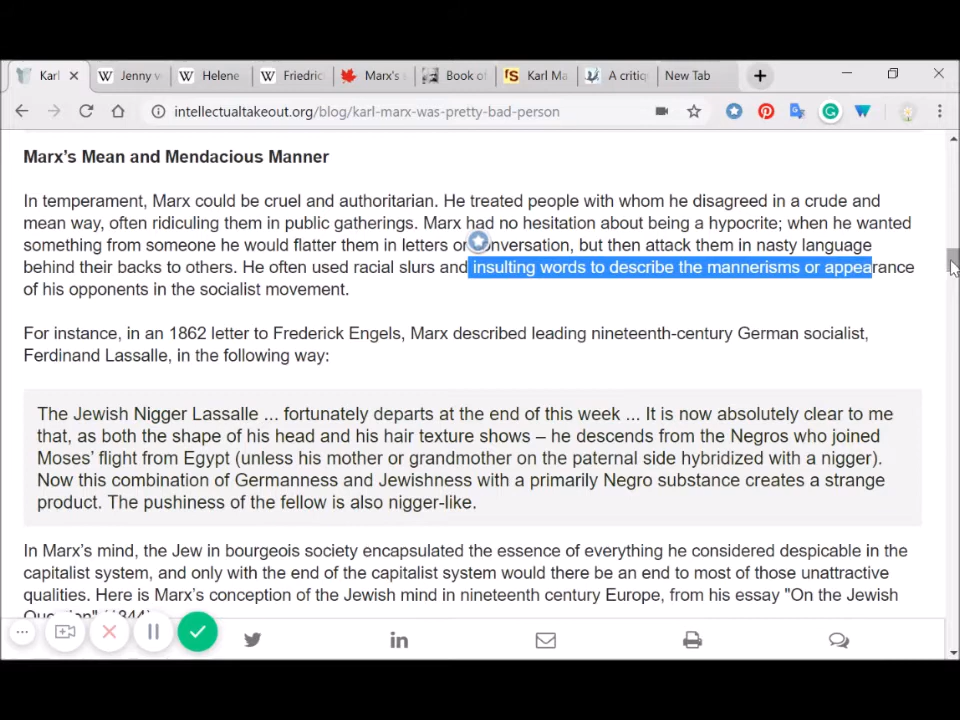 Karl
Jenny v
Helene
Friedric
Marx's
Book of
Karl Ma
A critiq
New Tab
intellectualtakeout.org/blog/karl-marx-was-pretty-bad-person
Marx's Mean and Mendacious Manner
In temperament, Marx could be cruel and authoritarian. He treated people with whom he disagreed in a crude and
mean way, often ridiculing them in public gatherings. Marx had no hesitation about being a hypocrite; when he wanted
something from someone he would flatter them in letters or conversation, but then attack them in nasty language
behind their backs to others. He often used racial slurs and insulting words to describe the mannerisms or appearance
of his opponents in the socialist movement.
For instance, in an 1862 letter to Frederick Engels, Marx described leading nineteenth-century German socialist,
Ferdinand Lassalle, in the following way:
The Jewish Nigger Lassalle ... fortunately departs at the end of this week ... It is now absolutely clear to me
that, as both the shape of his head and his hair texture shows – he descends from the Negros who joined
Moses' flight from Egypt (unless his mother or grandmother on the paternal side hybridized with a nigger).
Now this combination of Germanness and Jewishness with a primarily Negro substance creates a strange
product. The pushiness of the fellow is also nigger-like.
In Marx's mind, the Jew in bourgeois society encapsulated the essence of everything he considered despicable in the
capitalist system, and only with the end of the capitalist system would there be an end to most of those unattractive
qualities. Here is Marx's conception of the Jewish mind in nineteenth century Europe, from his essay "On the Jewish
Question" (1844)